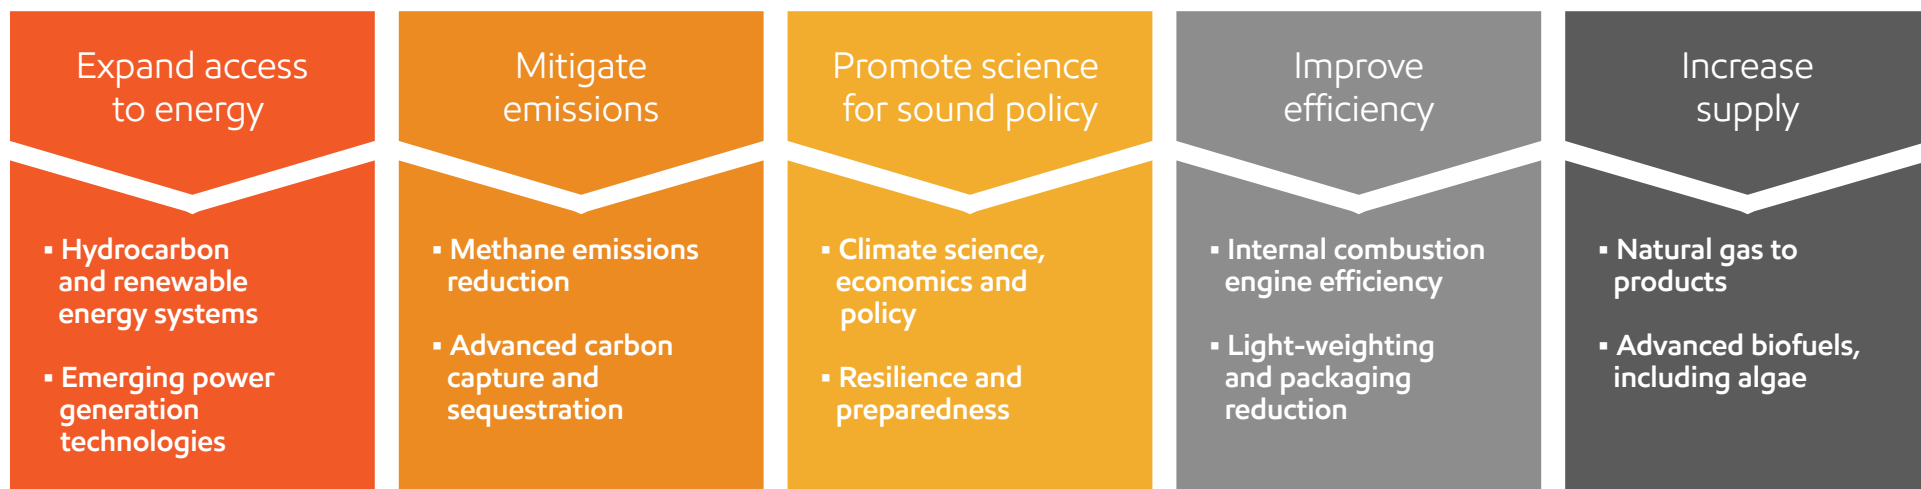 Expand access
to energy
▪ Hydrocarbon
and renewable
energy systems
▪ Emerging power
generation
technologies
Mitigate
emissions
▪ Methane emissions
reduction
▪ Advanced carbon
capture and
sequestration
Promote science
for sound policy
▪ Climate science,
economics and
policy
▪ Resilience and
preparedness
Improve
efficiency
▪ Internal combustion
engine efficiency
▪ Light-weighting
and packaging
reduction
Increase
supply
▪ Natural gas to
products
▪ Advanced biofuels,
including algae